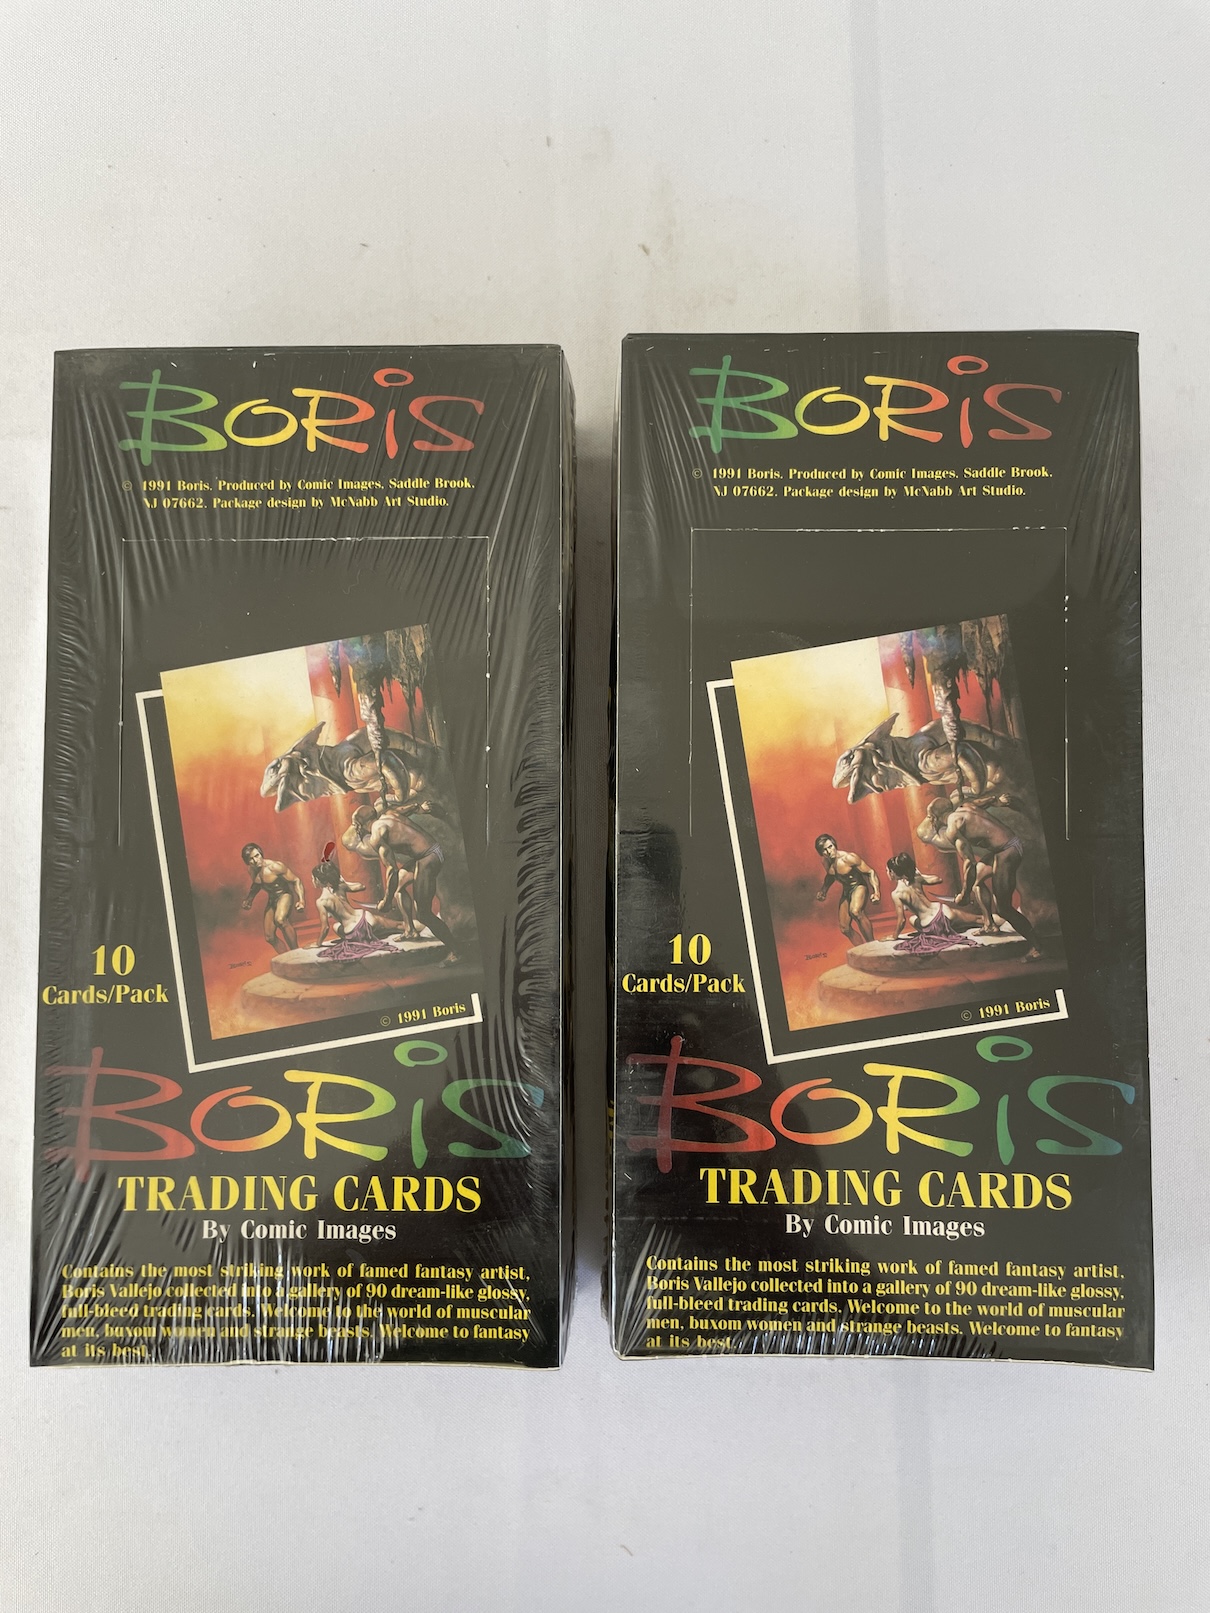 BORiS
© 1991 Boris. Produced by Comic Images. Saddle Brook,
NJ 07662. Package design by McNabb Art Studio.
BORIS
© 1991 Boris
10
Cards/Pack
BORiS
TRADING CARDS
By Comic Images
Contains the most striking work of famed fantasy artist,
Boris Vallejo collected into a gallery of 90 dream-like glossy,
full-bleed trading cards. Welcome to the world of muscular
men, buxom women and strange beasts. Welcome to fantasy
at its best.
BORiS
© 1991 Boris. Produced by Comic Images. Saddle Brook,
NJ 07662. Package design by McNabb Art Studio.
BORIS
© 1991 Boris
10
Cards/Pack
BORiS
TRADING CARDS
By Comic Images
Contains the most striking work of famed fantasy artist,
Boris Vallejo collected into a gallery of 90 dream-like glossy,
full-bleed trading cards. Welcome to the world of muscular
men, buxom women and strange beasts. Welcome to fantasy
at its best.